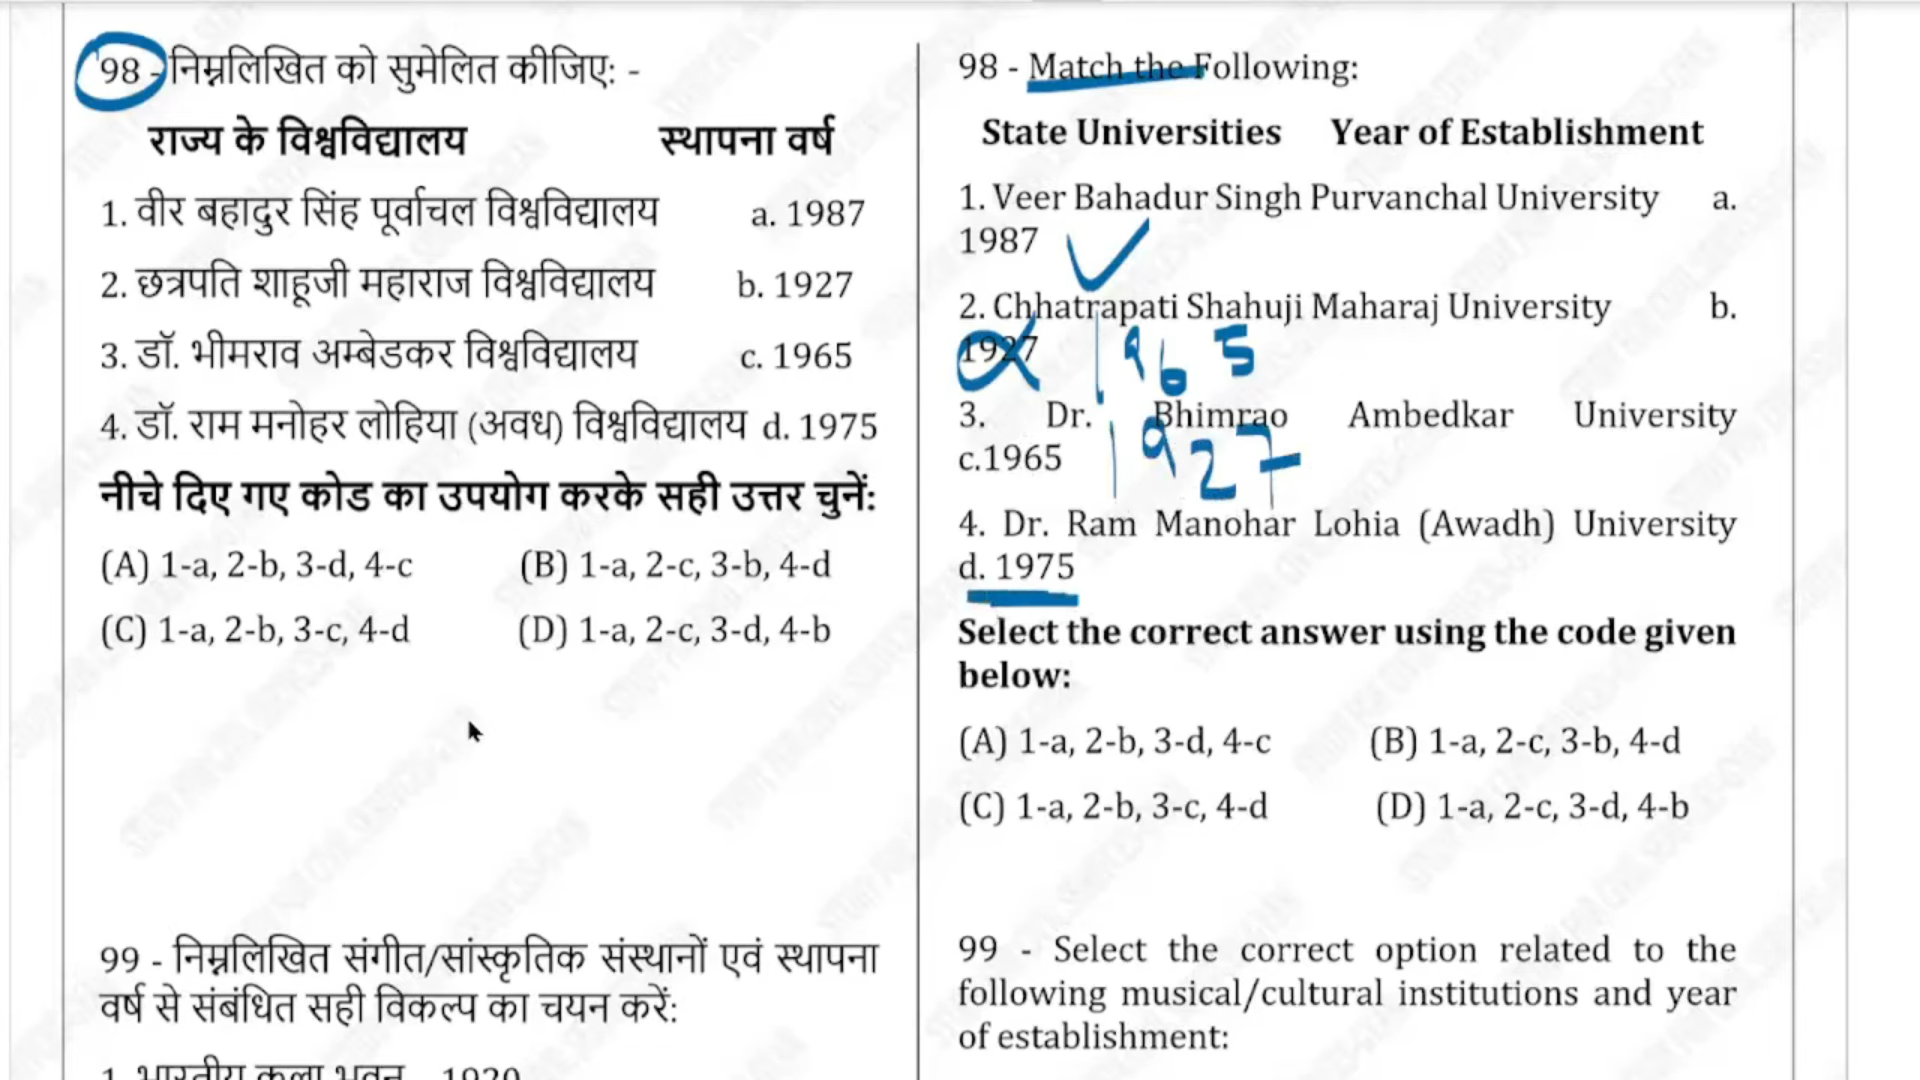 98 - निम्नलिखित को सुमेलित कीजिए: -
राज्य के विश्वविद्यालय स्थापना वर्ष
1. वीर बहादुर सिंह पूर्वाचल विश्वविद्यालय a. 1987
2. छत्रपति शाहूजी महाराज विश्वविद्यालय b. 1927
3. डॉ. भीमराव अम्बेडकर विश्वविद्यालय c. 1965
4. डॉ. राम मनोहर लोहिया (अवध) विश्वविद्यालय d. 1975
नीचे दिए गए कोड का उपयोग करके सही उत्तर चुनें:
(A) 1-a, 2-b, 3-d, 4-c (B) 1-a, 2-c, 3-b, 4-d
(C) 1-a, 2-b, 3-c, 4-d (D) 1-a, 2-c, 3-d, 4-b
99 - निम्नलिखित संगीत/सांस्कृतिक संस्थानों एवं स्थापना
वर्ष से संबंधित सही विकल्प का चयन करें:
1. भारतीय कला भवन - 1920
98 - Match the Following:
State Universities Year of Establishment
1. Veer Bahadur Singh Purvanchal University a.
1987
2. Chhatrapati Shahuji Maharaj University b.
1927 1965
3. Dr. Bhimrao Ambedkar University
c.1965 1927
4. Dr. Ram Manohar Lohia (Awadh) University
d. 1975
Select the correct answer using the code given
below:
(A) 1-a, 2-b, 3-d, 4-c (B) 1-a, 2-c, 3-b, 4-d
(C) 1-a, 2-b, 3-c, 4-d (D) 1-a, 2-c, 3-d, 4-b
99 - Select the correct option related to the
following musical/cultural institutions and year
of establishment: